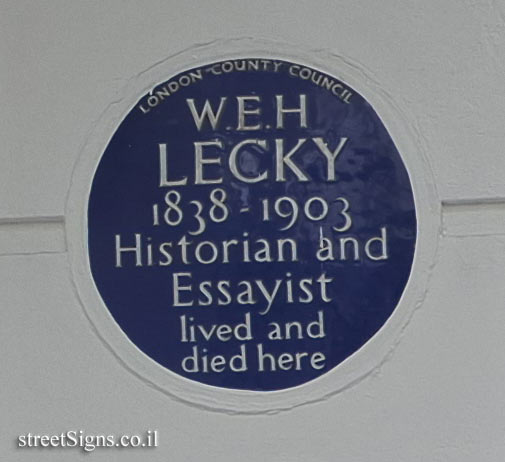 LONDON COUNTY COUNCIL
W.E.H
LECKY
1838-1903
Historian and
Essayist
lived and
died here
streetSigns.co.il